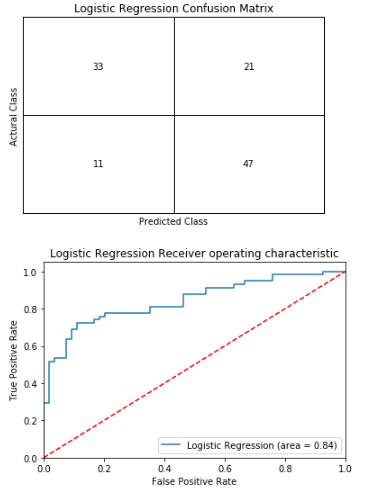 Logistic Regression Confusion Matrix
33 21
Actural Class
11 47
Predicted Class
Logistic Regression Receiver operating characteristic
1.0
0.8
0.6
0.4
0.2
0.0
True Positive Rate
Logistic Regression (area = 0.84)
0.0 0.2 0.4 0.6 0.8 1.0
False Positive Rate